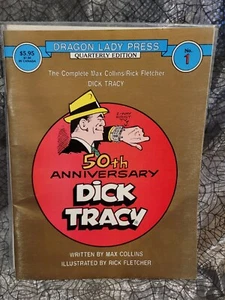 DRAGON LADY PRESS
QUARTERLY EDITION
$5.95
No.
1
The Complete Max Collins/Rick Fletcher
DICK TRACY
50th
ANNIVERSARY
DICK
TRACY
WRITTEN BY MAX COLLINS
ILLUSTRATED BY RICK FLETCHER